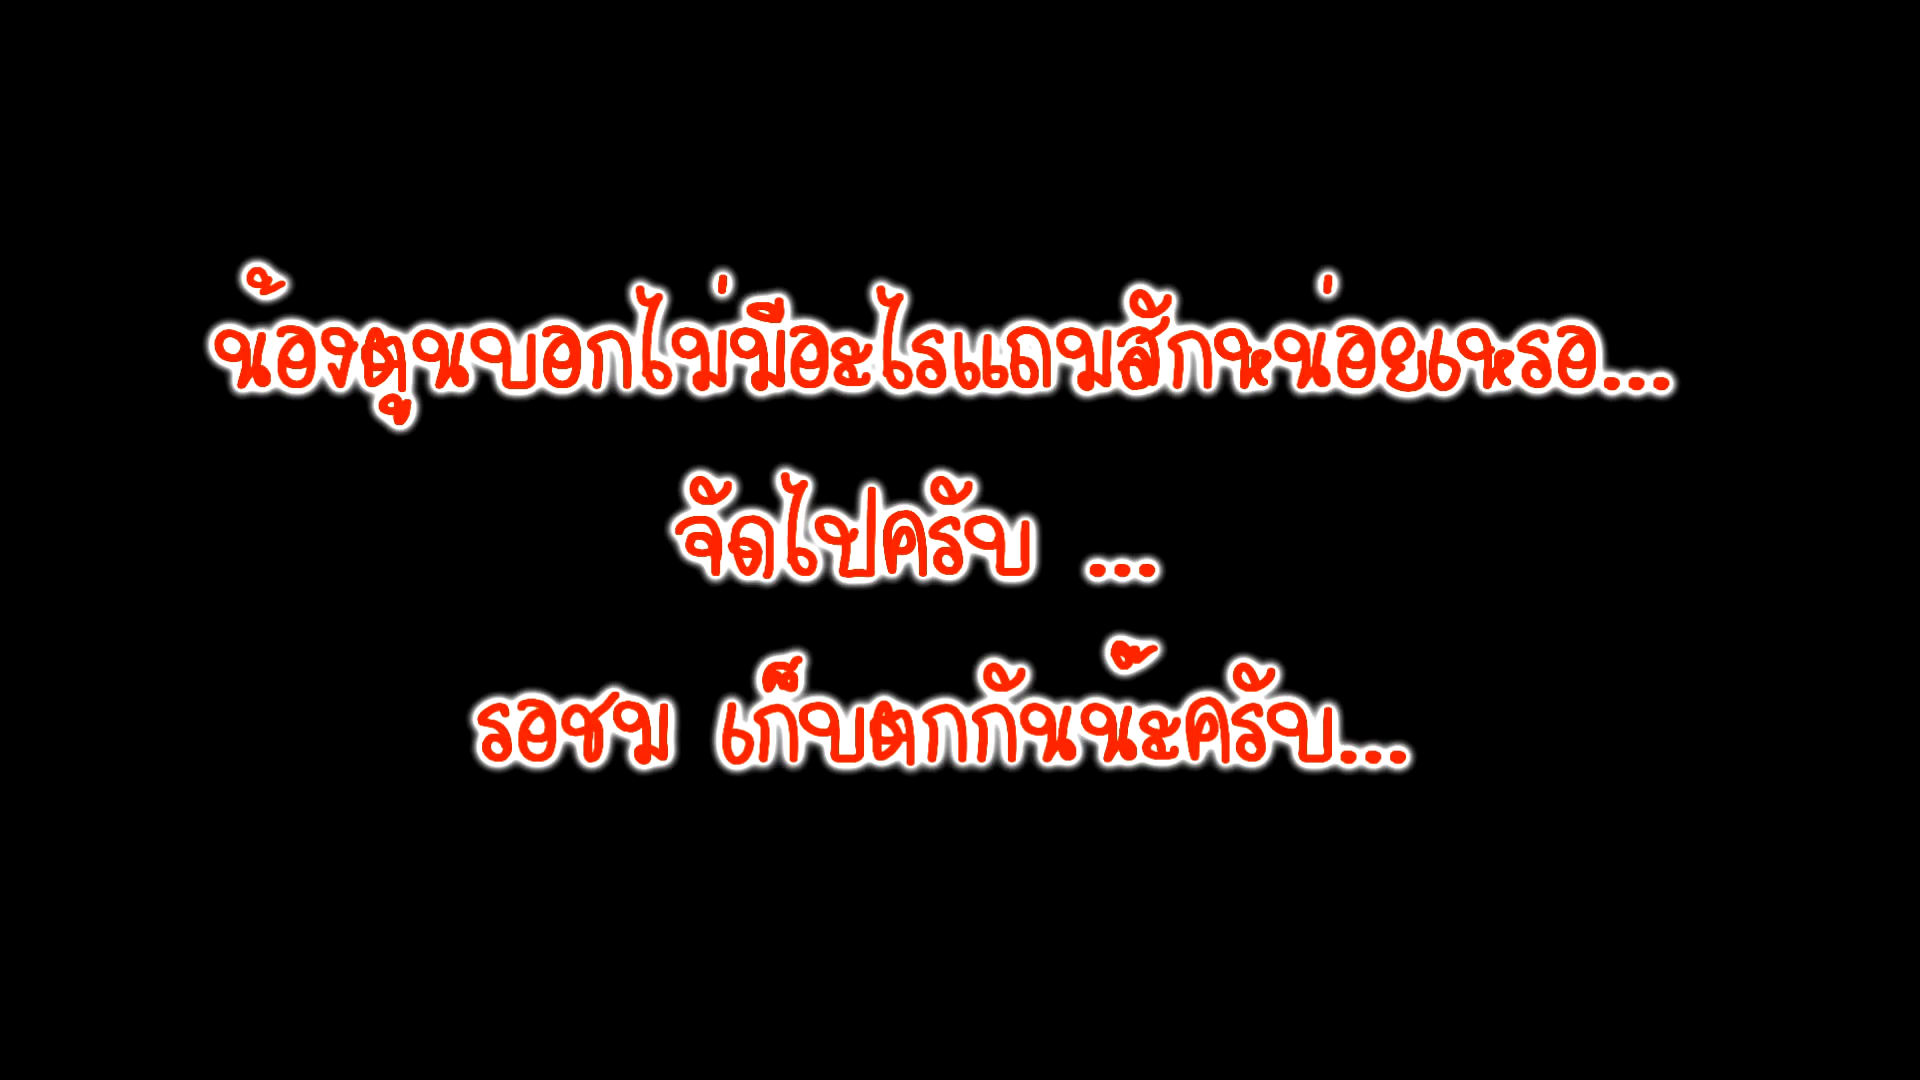 น้องตูนบอกไม่มีอะไรแถมสักหน่อยเหรอ...
จัดไปครับ ...
รอชม เก็บตกกันน๊ะครับ...